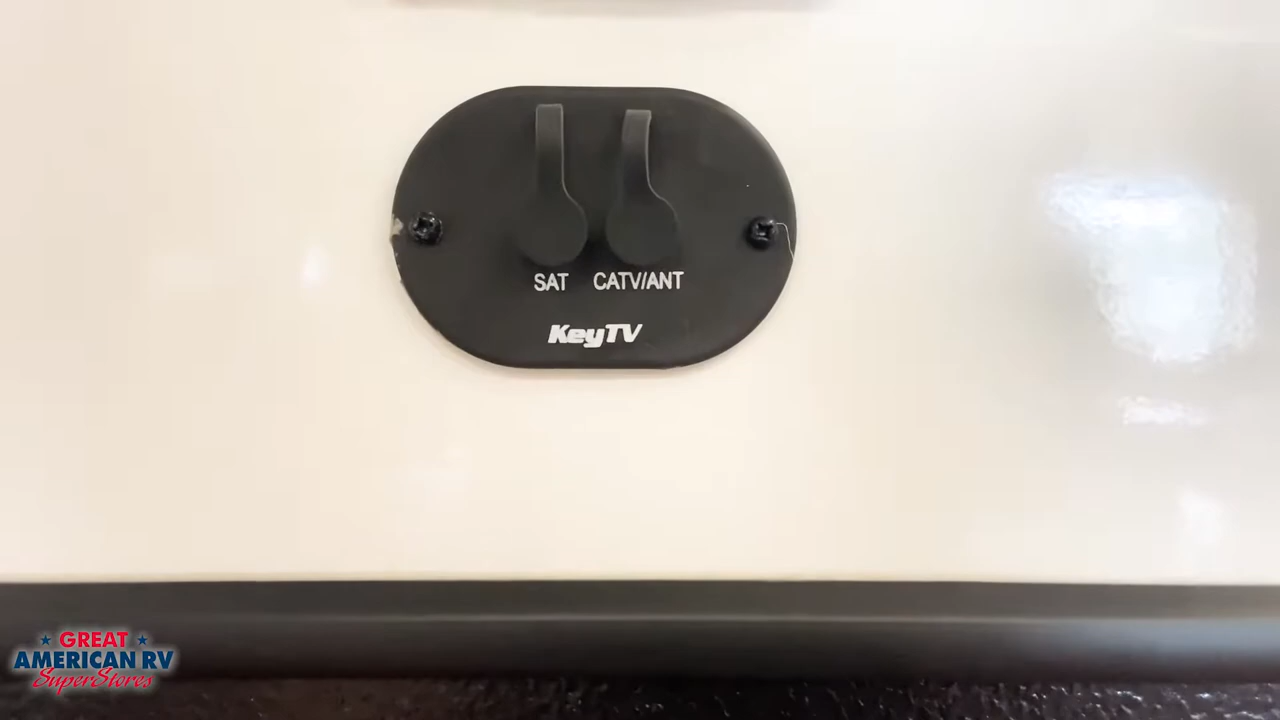 SAT CATV/ANT
KeyTV
GREAT
AMERICAN RV
SuperStores